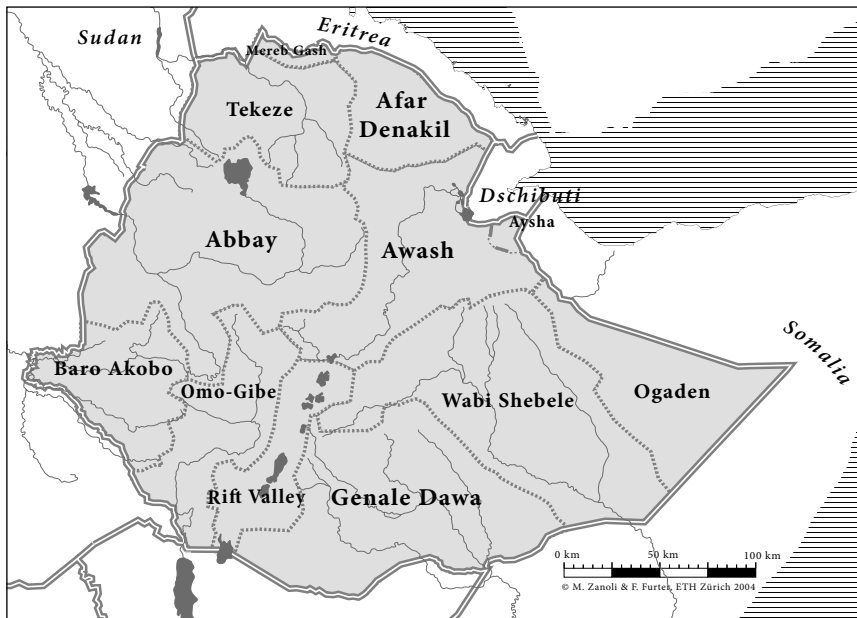 Sudan
Eritrea
Mereb Gash
Tekeze
Afar
Denakil
Dschibuti
Aysha
Abbay
Awash
Somalia
Baro Akobo
Omo-Gibe
Wabi Shebele
Ogaden
Rift Valley
Genale Dawa
0 km 50 km 100 km
© M. Zanoli & F. Furter, ETH Zürich 2004